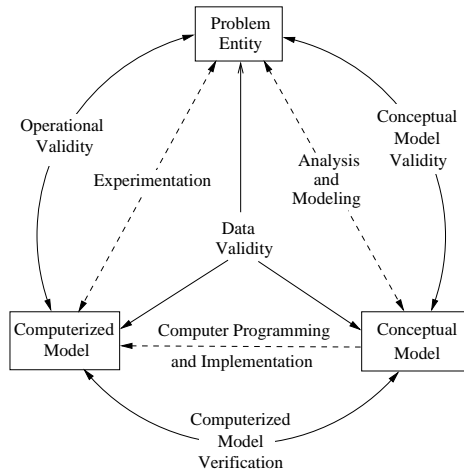 Problem
Entity
Operational
Validity
Conceptual
Model
Validity
Experimentation
Analysis
and
Modeling
Data
Validity
Computerized
Model
Computer Programming
and Implementation
Conceptual
Model
Computerized
Model
Verification